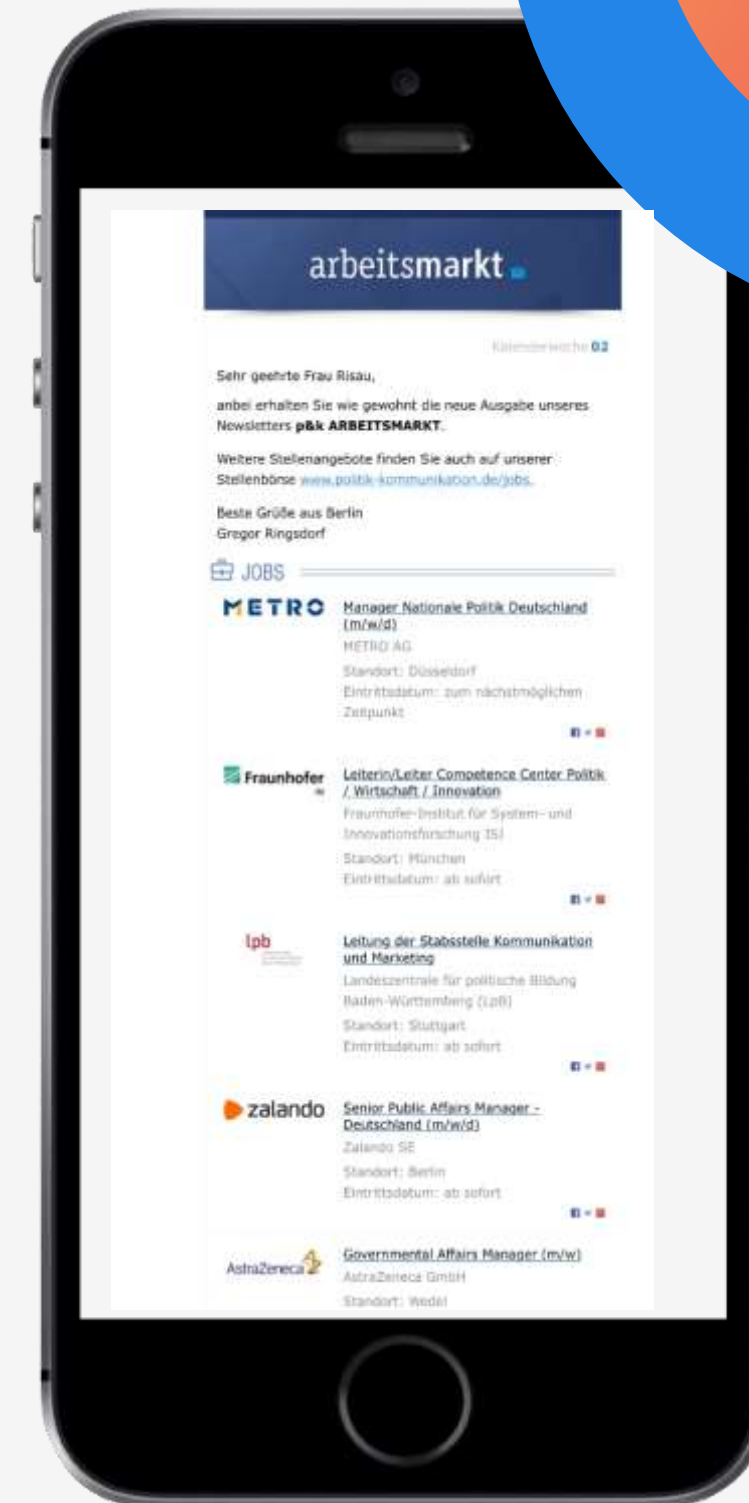 arbeitsmarkt
Kalenderwoche 02
Sehr geehrte Frau Risau,
anbei erhalten Sie wie gewohnt die neue Ausgabe unseres
Newsletters p&k ARBEITSMARKT.
Weitere Stellenangebote finden Sie auch auf unserer
Stellenbörse www.politik-kommunikation.de/jobs.
Beste Grüße aus Berlin
Gregor Ringsdorf
JOBS
METRO
Manager Nationale Politik Deutschland
(m/w/d)
METRO AG
Standort: Düsseldorf
Eintrittsdatum: zum nächstmöglichen
Zeitpunkt
Fraunhofer
ISI
Leiterin/Leiter Competence Center Politik
/ Wirtschaft / Innovation
Fraunhofer-Institut für System- und
Innovationsforschung ISI
Standort: München
Eintrittsdatum: ab sofort
lpb
Leitung der Stabsstelle Kommunikation
und Marketing
Landeszentrale für politische Bildung
Baden-Württemberg (LpB)
Standort: Stuttgart
Eintrittsdatum: ab sofort
zalando
Senior Public Affairs Manager -
Deutschland (m/w/d)
Zalando SE
Standort: Berlin
Eintrittsdatum: ab sofort
AstraZeneca
Governmental Affairs Manager (m/w)
AstraZeneca GmbH
Standort: Wedel